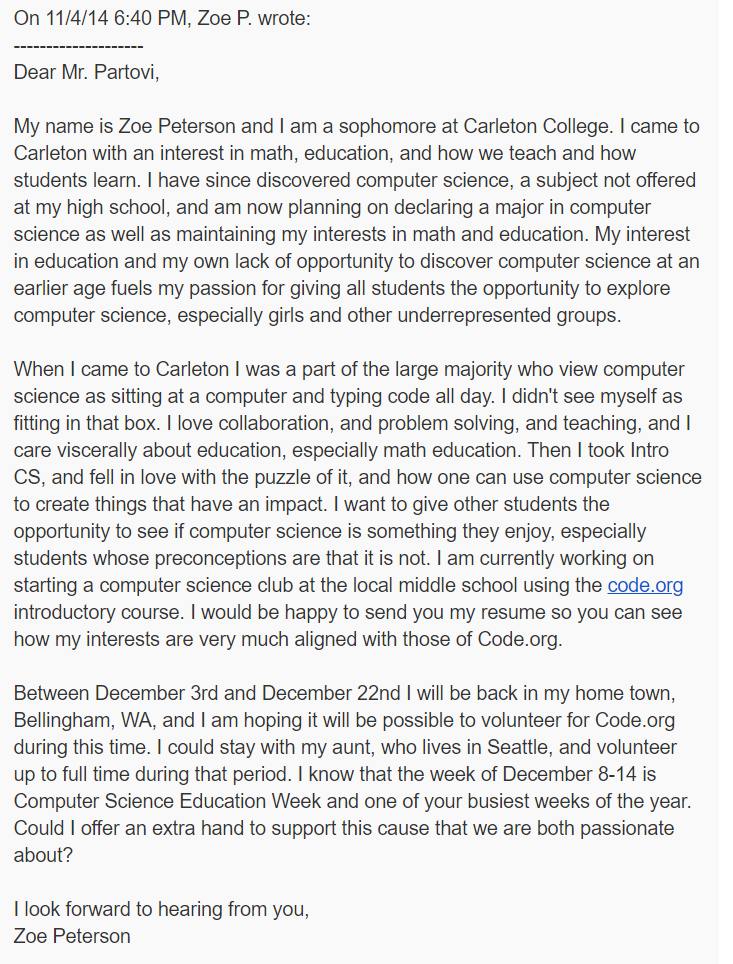 On 11/4/14 6:40 PM, Zoe P. wrote:
--------------------
Dear Mr. Partovi,
My name is Zoe Peterson and I am a sophomore at Carleton College. I came to
Carleton with an interest in math, education, and how we teach and how
students learn. I have since discovered computer science, a subject not offered
at my high school, and am now planning on declaring a major in computer
science as well as maintaining my interests in math and education. My interest
in education and my own lack of opportunity to discover computer science at an
earlier age fuels my passion for giving all students the opportunity to explore
computer science, especially girls and other underrepresented groups.
When I came to Carleton I was a part of the large majority who view computer
science as sitting at a computer and typing code all day. I didn't see myself as
fitting in that box. I love collaboration, and problem solving, and teaching, and I
care viscerally about education, especially math education. Then I took Intro
CS, and fell in love with the puzzle of it, and how one can use computer science
to create things that have an impact. I want to give other students the
opportunity to see if computer science is something they enjoy, especially
students whose preconceptions are that it is not. I am currently working on
starting a computer science club at the local middle school using the code.org
introductory course. I would be happy to send you my resume so you can see
how my interests are very much aligned with those of Code.org.
Between December 3rd and December 22nd I will be back in my home town,
Bellingham, WA, and I am hoping it will be possible to volunteer for Code.org
during this time. I could stay with my aunt, who lives in Seattle, and volunteer
up to full time during that period. I know that the week of December 8-14 is
Computer Science Education Week and one of your busiest weeks of the year.
Could I offer an extra hand to support this cause that we are both passionate
about?
I look forward to hearing from you,
Zoe Peterson